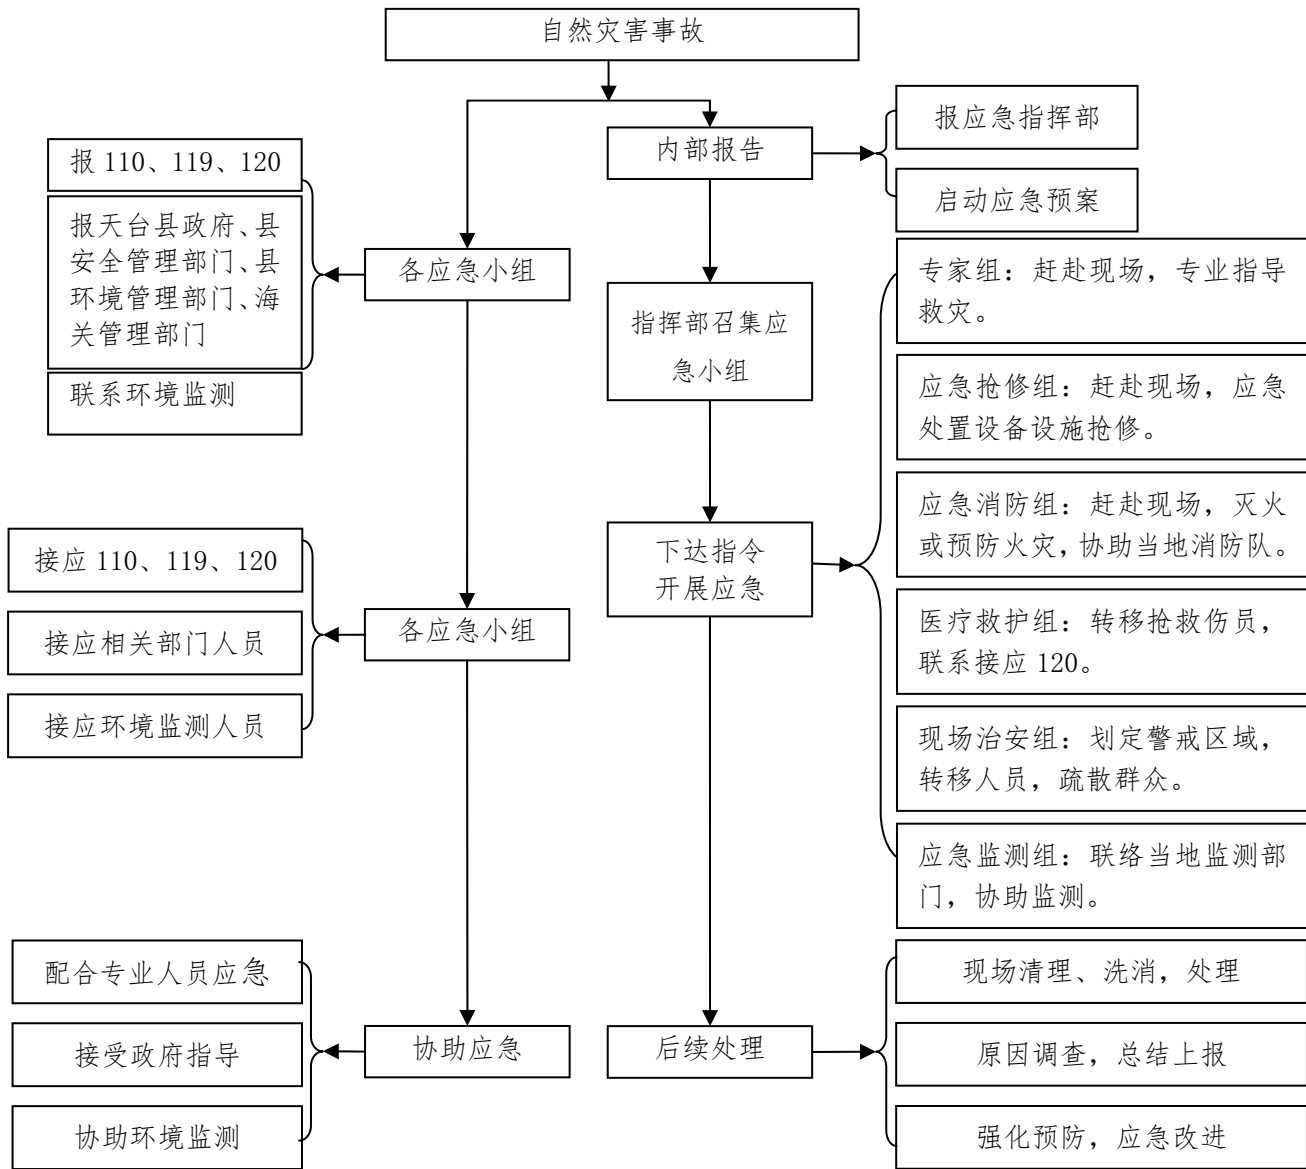 自然灾害事故
报应急指挥部
内部报告
启动应急预案
报 110、119、120
报天台县政府、县
安全管理部门、县
环境管理部门、海
关管理部门
联系环境监测
各应急小组
指挥部召集应
急小组
专家组：赶赴现场，专业指导
救灾。
应急抢修组：赶赴现场，应急
处置设备设施抢修。
应急消防组：赶赴现场，灭火
或预防火灾，协助当地消防队。
医疗救护组：转移抢救伤员，
联系接应 120。
现场治安组：划定警戒区域，
转移人员，疏散群众。
应急监测组：联络当地监测部
门，协助监测。
下达指令
开展应急
接应 110、119、120
接应相关部门人员
接应环境监测人员
各应急小组
配合专业人员应急
接受政府指导
协助环境监测
协助应急
后续处理
现场清理、洗消，处理
原因调查，总结上报
强化预防，应急改进